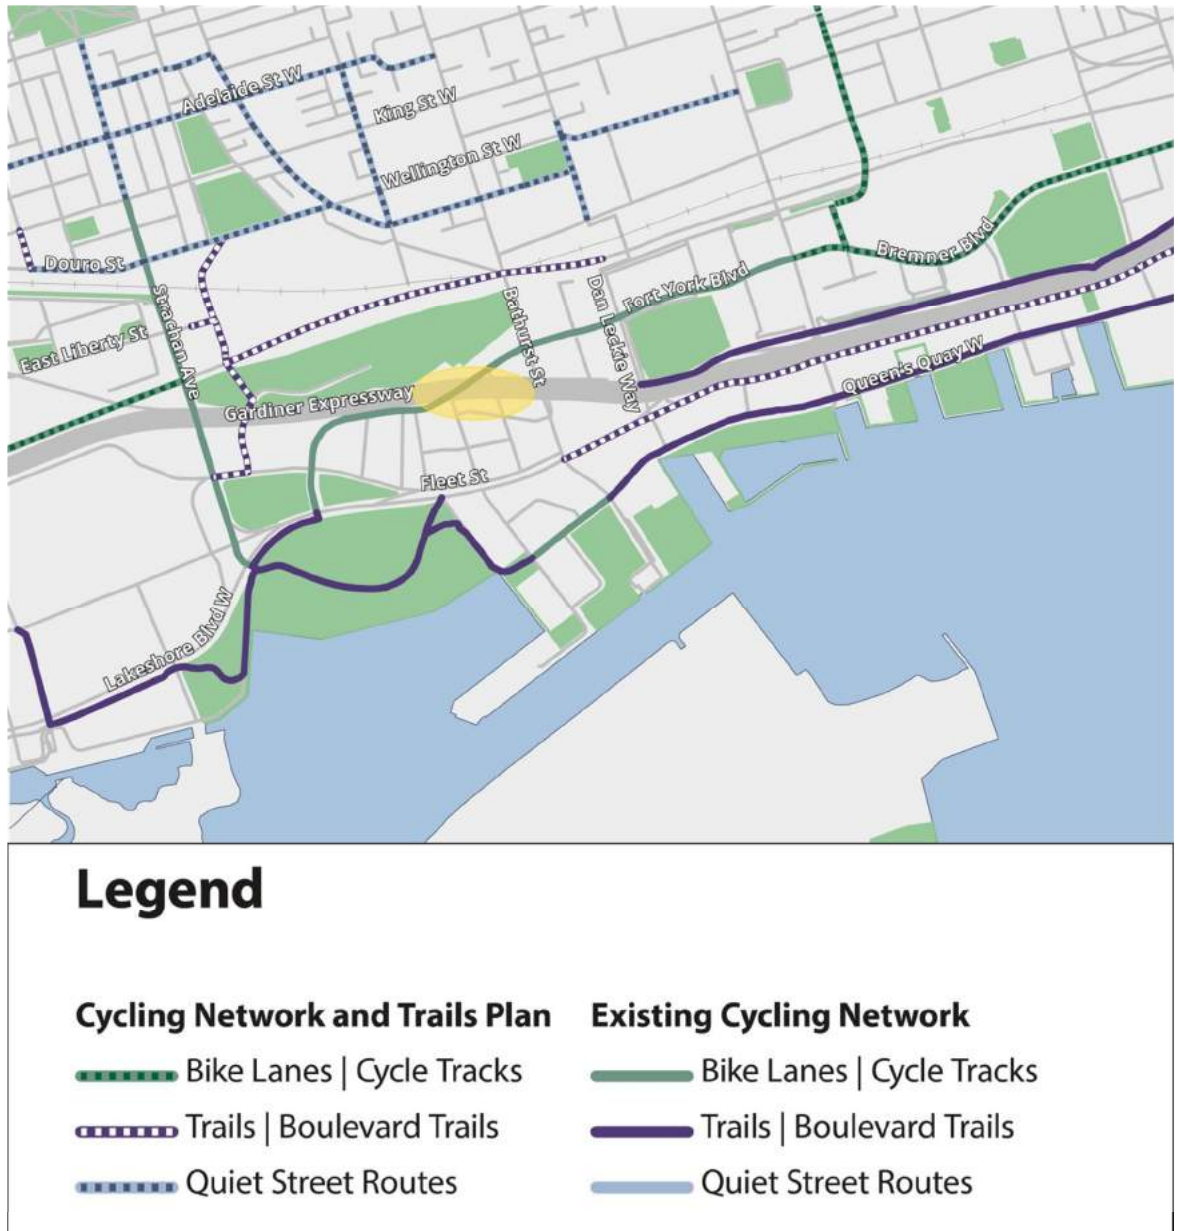 Adelaide St W
King St W
Wellington St W
Bremner Blvd
Douro St
Fort York Blvd
Strachan Ave
Bathurst St
Dan Leckie Way
East Liberty St
Queen's Quay W
Gardiner Expressway
Fleet St
Lakeshore Blvd W
Legend
Cycling Network and Trails Plan
Bike Lanes | Cycle Tracks
Trails | Boulevard Trails
Quiet Street Routes
Existing Cycling Network
Bike Lanes | Cycle Tracks
Trails | Boulevard Trails
Quiet Street Routes